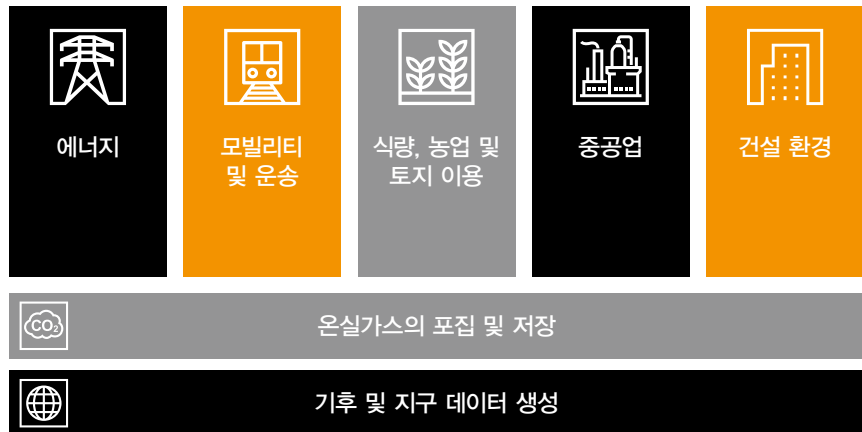 에너지
모빌리티
및 운송
식량, 농업 및
토지 이용
중공업
건설 환경
CO₂
온실가스의 포집 및 저장
기후 및 지구 데이터 생성